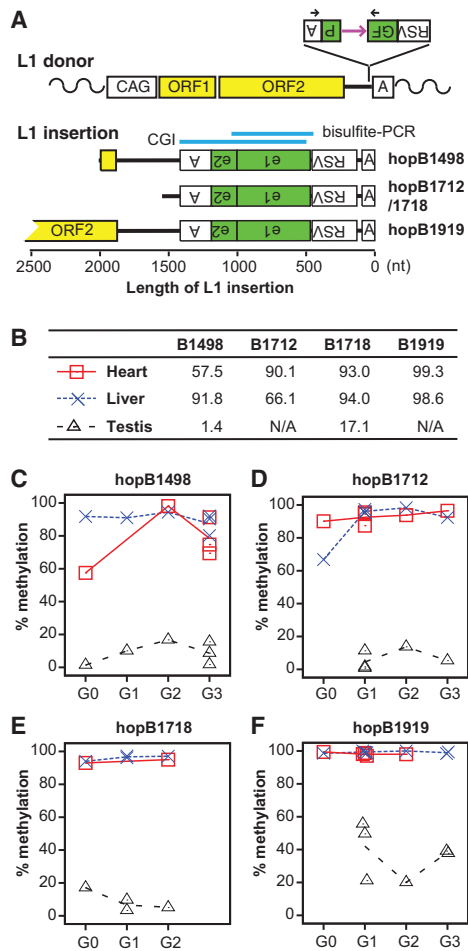 A
A P GF RSV
L1 donor
CAG ORF1 ORF2 A
L1 insertion
bisulfite-PCR
CGI
A e2 e1 RSV A hopB1498
A e2 e1 RSV A hopB1712
/1718
ORF2 A e2 e1 RSV A hopB1919
2500 2000 1500 1000 500 0 (nt)
Length of L1 insertion
B
B1498 B1712 B1718 B1919
Heart 57.5 90.1 93.0 99.3
Liver 91.8 66.1 94.0 98.6
Testis 1.4 N/A 17.1 N/A
C hopB1498
% methylation
100
80
60
40
20
0
G0 G1 G2 G3
D hopB1712
% methylation
100
80
60
40
20
0
G0 G1 G2 G3
E hopB1718
% methylation
100
80
60
40
20
0
G0 G1 G2
F hopB1919
% methylation
100
80
60
40
20
0
G0 G1 G2 G3